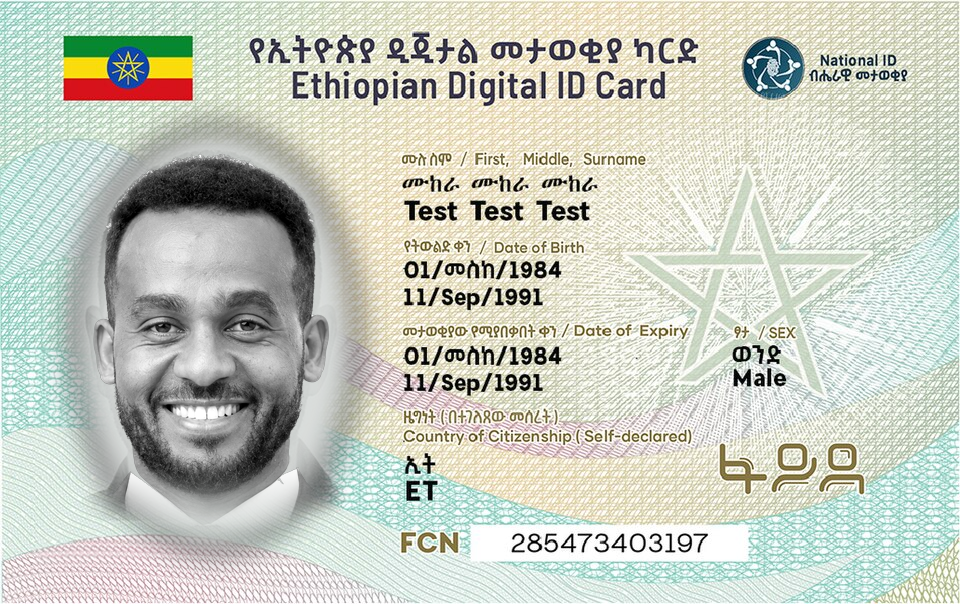 የኢትዮጵያ ዲጂታል መታወቂያ ካርድ
Ethiopian Digital ID Card
National ID
ብሔራዊ መታወቂያ
ሙሉ ስም / First, Middle, Surname
ሙከራ ሙከራ ሙከራ
Test Test Test
የትውልድ ቀን / Date of Birth
01/መስከ/1984
11/Sep/1991
መታወቂያው የሚያበቃበት ቀን / Date of Expiry
01/መስከ/1984
11/Sep/1991
ፆታ / SEX
ወንድ
Male
ዜግነት ( በተገለጸው መሰረት )
Country of Citizenship ( Self-declared)
ኢት
ET
ፋይዳ
FCN 285473403197